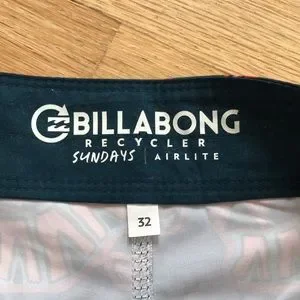 BILLABONG
RECYCLER
SUNDAYS | AIRLITE
32